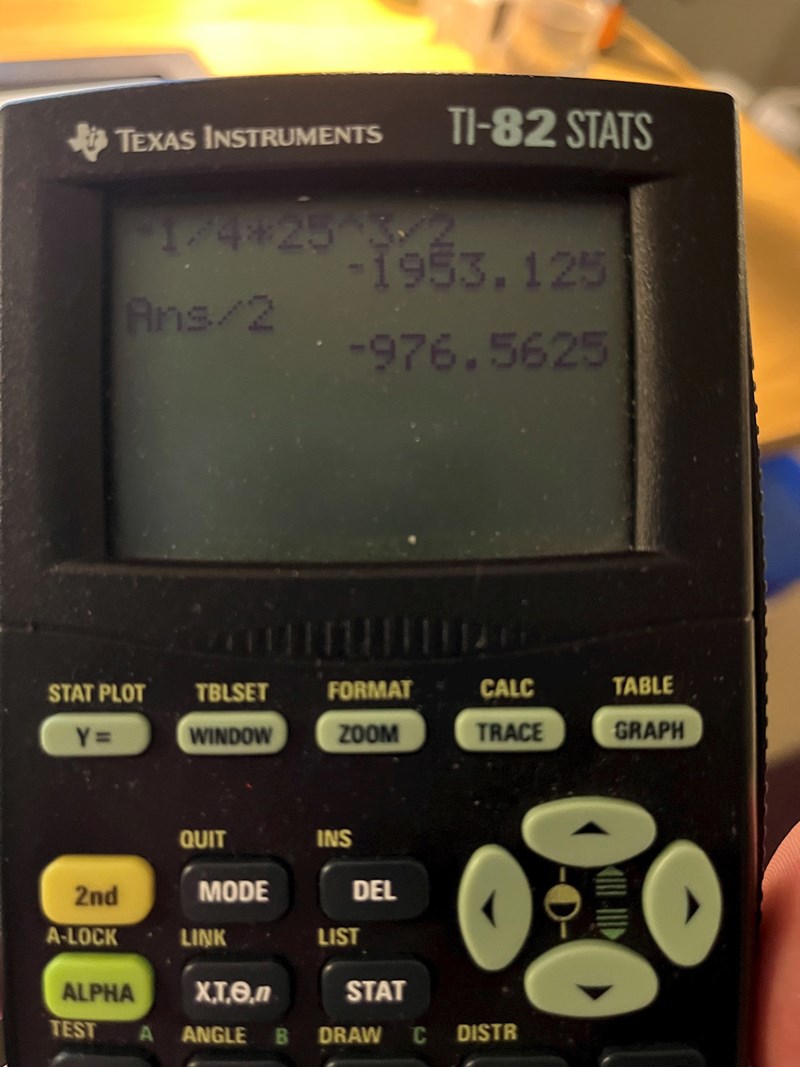 TEXAS INSTRUMENTS TI-82 STATS
-1/4*25^3/2
-1953.125
Ans/2
-976.5625
STAT PLOT TBLSET FORMAT CALC TABLE
Y= WINDOW ZOOM TRACE GRAPH
QUIT INS
2nd MODE DEL
A-LOCK LINK LIST
ALPHA X,T,Θ,n STAT
TEST A ANGLE B DRAW C DISTR